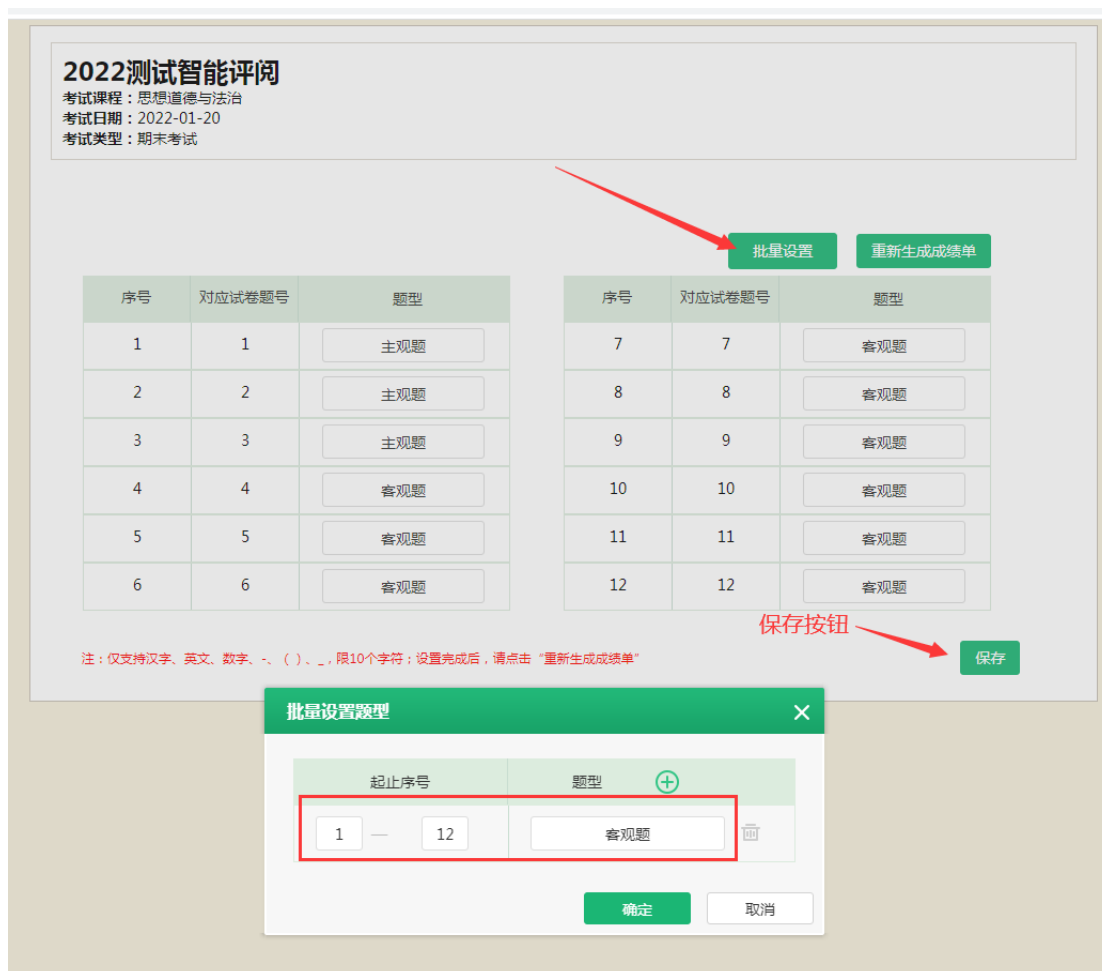 2022测试智能评阅
考试课程：思想道德与法治
考试日期：2022-01-20
考试类型：期末考试
批量设置 重新生成成绩单
序号 对应试卷题号 题型 序号 对应试卷题号 题型
1 1 主观题 7 7 客观题
2 2 主观题 8 8 客观题
3 3 主观题 9 9 客观题
4 4 客观题 10 10 客观题
5 5 客观题 11 11 客观题
6 6 客观题 12 12 客观题
保存按钮
注：仅支持汉字、英文、数字、-、（ ）、_，限10个字符；设置完成后，请点击“重新生成成绩单” 保存
批量设置题型
起止序号 题型
1 — 12 客观题
确定 取消